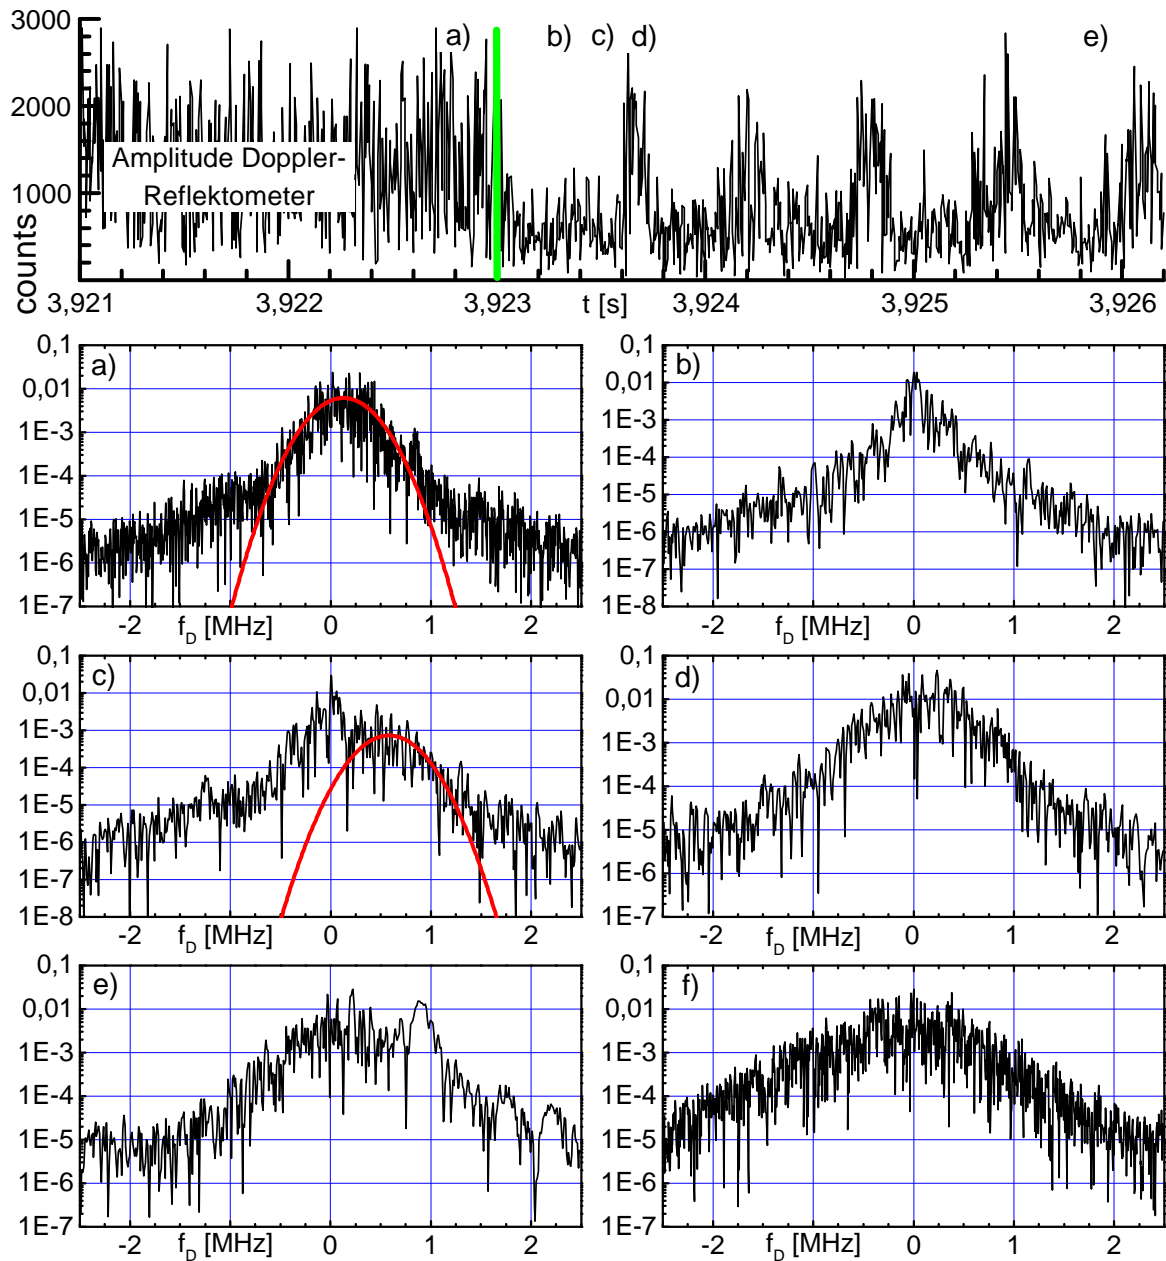 3000
2000
1000
counts
a)
b)
c)
d)
e)
Amplitude Doppler-
Reflektometer
3,921
3,922
3,923
t [s]
3,924
3,925
3,926
a)
0,1
0,01
1E-3
1E-4
1E-5
1E-6
1E-7
-2
f_D [MHz]
0
1
2
b)
0,1
0,01
1E-3
1E-4
1E-5
1E-6
1E-7
1E-8
-2
f_D [MHz]
0
1
2
c)
0,1
0,01
1E-3
1E-4
1E-5
1E-6
1E-7
1E-8
-2
f_D [MHz]
0
1
2
d)
0,1
0,01
1E-3
1E-4
1E-5
1E-6
1E-7
-2
f_D [MHz]
0
1
2
e)
0,1
0,01
1E-3
1E-4
1E-5
1E-6
1E-7
-2
f_D [MHz]
0
1
2
f)
0,1
0,01
1E-3
1E-4
1E-5
1E-6
1E-7
-2
f_D [MHz]
0
1
2